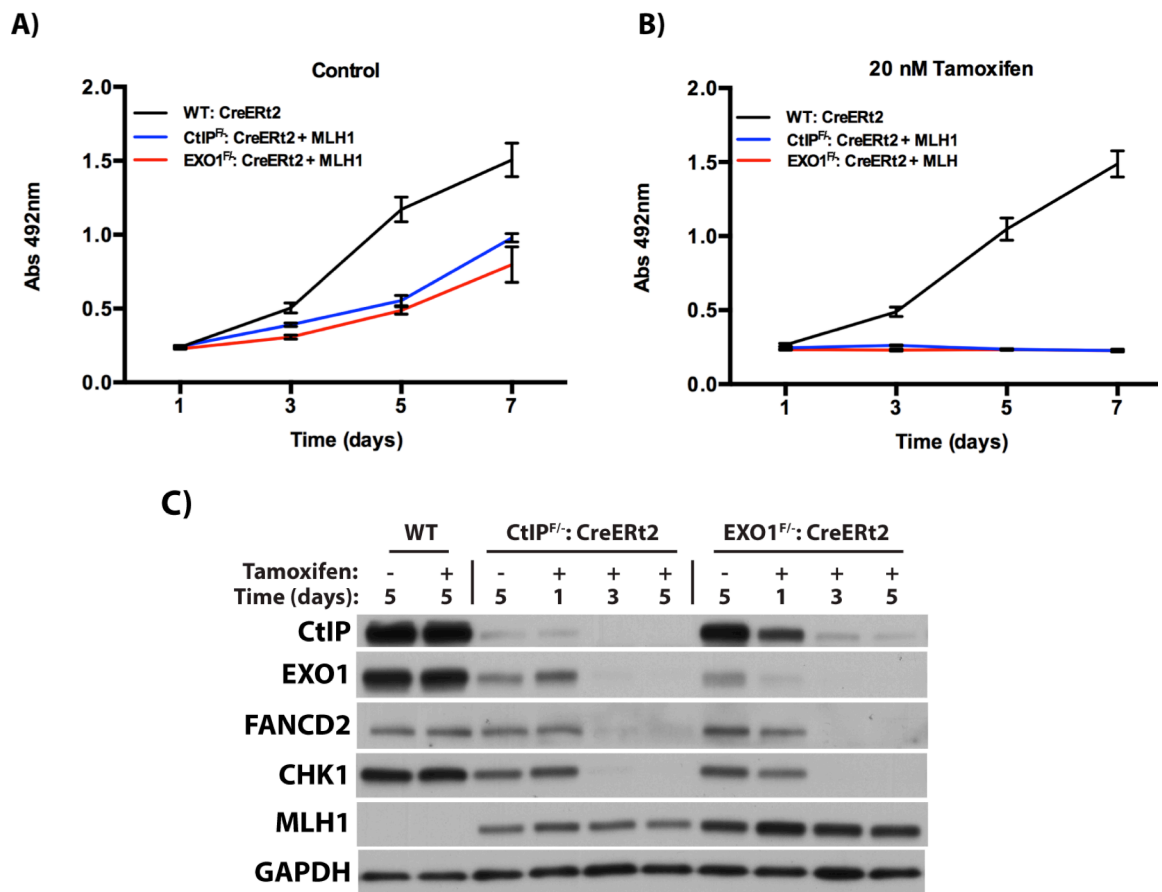 A)
Control
2.0
1.5
1.0
0.5
0.0
Abs 492nm
WT: CreERt2
CtIPF/-: CreERt2 + MLH1
EXO1F/-: CreERt2 + MLH1
1 3 5 7
Time (days)
B)
20 nM Tamoxifen
2.0
1.5
1.0
0.5
0.0
Abs 492nm
WT: CreERt2
CtIPF/-: CreERt2 + MLH1
EXO1F/-: CreERt2 + MLH
1 3 5 7
Time (days)
C)
WT CtIPF/-: CreERt2 EXO1F/-: CreERt2
Tamoxifen: - + - + + + - + + +
Time (days): 5 5 5 1 3 5 5 1 3 5
CtIP
EXO1
FANCD2
CHK1
MLH1
GAPDH